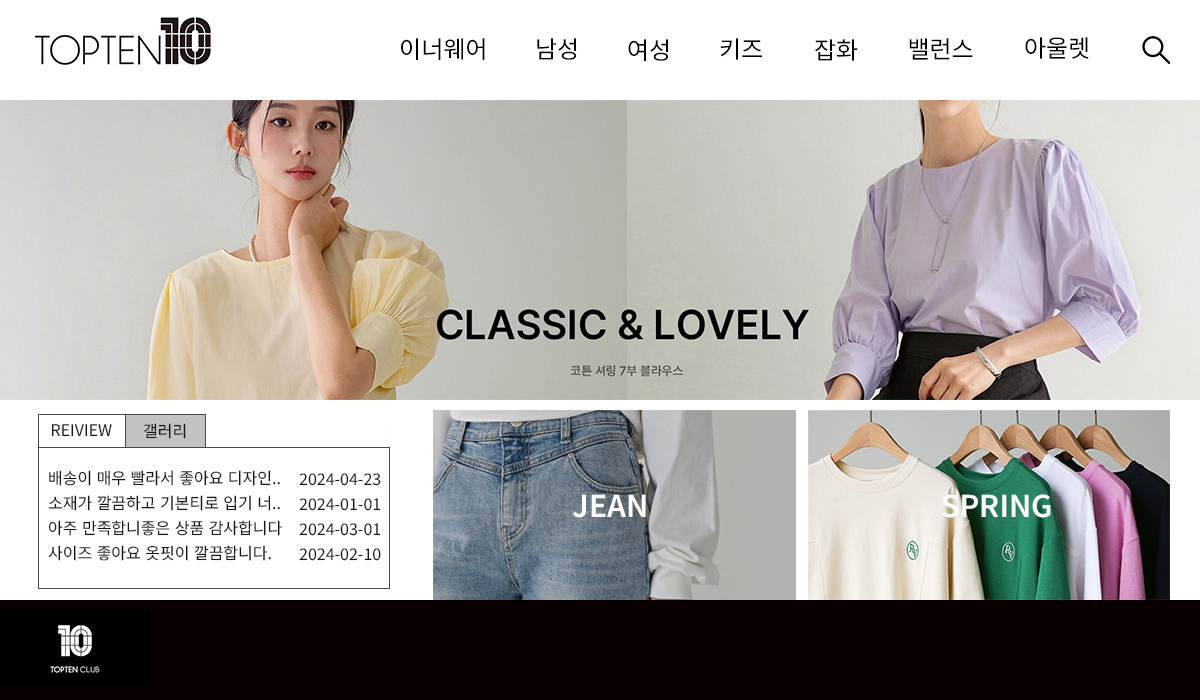 TOPTEN10
이너웨어 남성 여성 키즈 잡화 밸런스 아울렛
CLASSIC & LOVELY
코튼 셔링 7부 블라우스
REIVIEW 갤러리
배송이 매우 빨라서 좋아요 디자인.. 2024-04-23
소재가 깔끔하고 기본티로 입기 너.. 2024-01-01
아주 만족합니좋은 상품 감사합니다 2024-03-01
사이즈 좋아요 옷핏이 깔끔합니다. 2024-02-10
JEAN
SPRING
10
TOPTEN CLUB